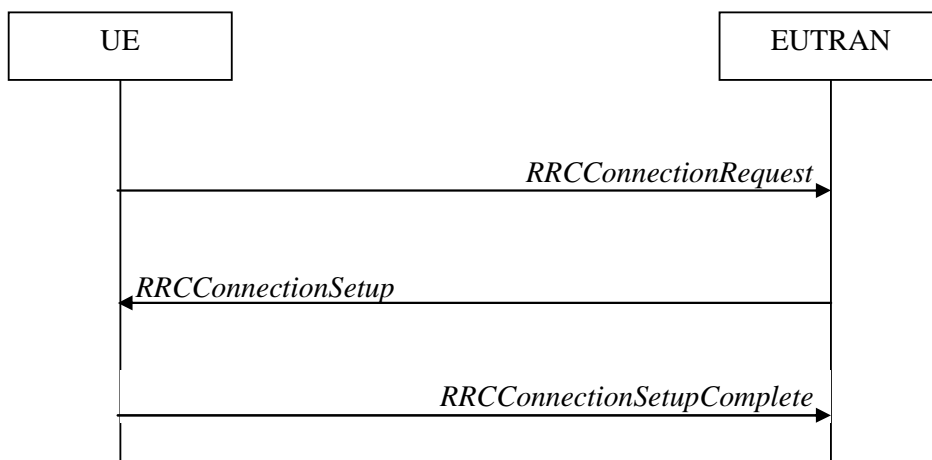 UE
EUTRAN
RRCConnectionRequest
RRCConnectionSetup
RRCConnectionSetupComplete